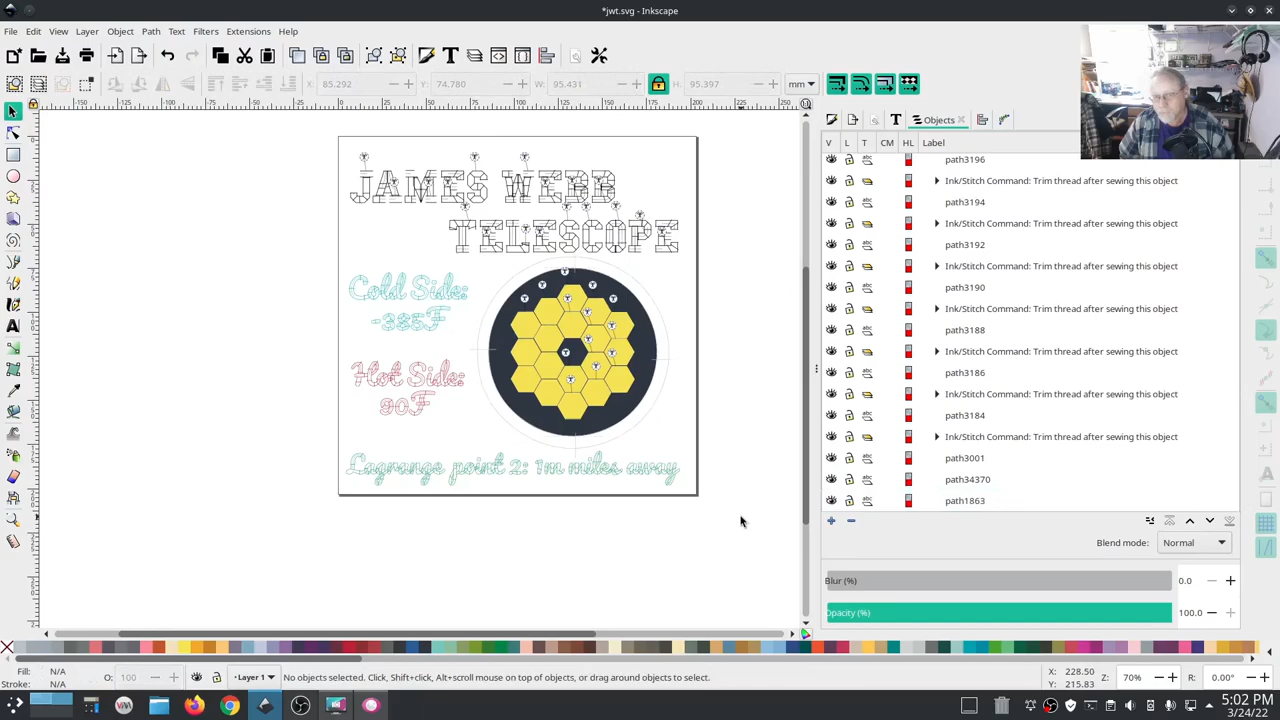 *jwt.svg - Inkscape
File Edit View Layer Object Path Text Filters Extensions Help
X: 85.292 Y: 74.780 W: 95.431 H: 95.397 mm
Objects
V L T CM HL Label
path3196
Ink/Stitch Command: Trim thread after sewing this object
path3194
Ink/Stitch Command: Trim thread after sewing this object
path3192
Ink/Stitch Command: Trim thread after sewing this object
path3190
Ink/Stitch Command: Trim thread after sewing this object
path3188
Ink/Stitch Command: Trim thread after sewing this object
path3186
Ink/Stitch Command: Trim thread after sewing this object
path3184
Ink/Stitch Command: Trim thread after sewing this object
path3001
path34370
path1863
Blend mode: Normal
Blur (%) 0.0
Opacity (%) 100.0
JAMES WEBB
TELESCOPE
Cold Side:
-385F
Hot Side:
90F
Lagrange point 2: 1m miles away
Fill: N/A
Stroke: N/A
O: 100
Layer 1
No objects selected. Click, Shift+click, Alt+scroll mouse on top of objects, or drag around objects to select.
X: 228.50
Y: 215.83
Z: 70%
R: 0.00°
5:02 PM
3/24/22